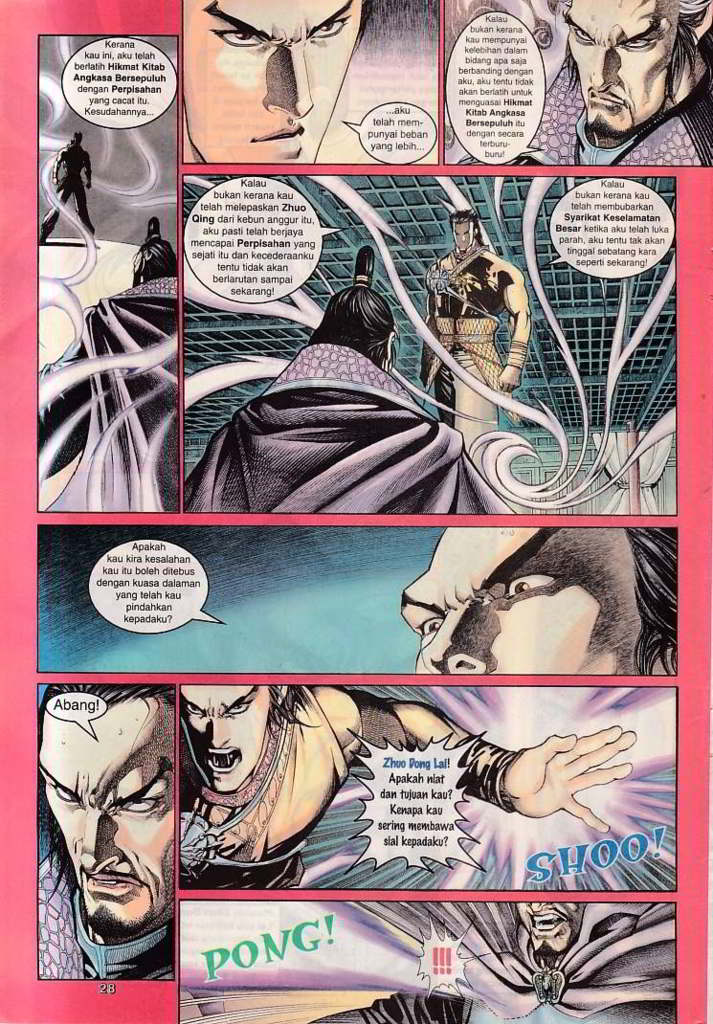 Kerana
kau ini, aku telah
berlatih Hikmat Kitab
Angkasa Bersepuluh
dengan Perpisahan
yang cacat itu.
Kesudahannya...
...aku
telah mem-
punyai beban
yang lebih...
Kalau
bukan kerana
kau mempunyai
kelebihan dalam
bidang apa saja
berbanding dengan
aku, aku tentu tidak
akan berlatih untuk
menguasai Hikmat
Kitab Angkasa
Bersepuluh itu
dengan secara
terburu-
buru!
Kalau
bukan kerana kau
telah melepaskan Zhuo
Qing dari kebun anggur itu,
aku pasti telah berjaya
mencapai Perpisahan yang
sejati itu dan kecederaanku
tentu tidak akan
berlarutan sampai
sekarang!
Kalau
bukan kerana kau
telah membubarkan
Syarikat Keselamatan
Besar ketika aku telah luka
parah, aku tentu tak akan
tinggal sebatang kara
seperti sekarang!
Apakah
kau kira kesalahan
kau itu boleh ditebus
dengan kuasa dalaman
yang telah kau
pindahkan
kepadaku?
Abang!
Zhuo Dong Lai!
Apakah niat
dan tujuan kau?
Kenapa kau
sering membawa
sial kepadaku?
SHOO!
PONG!
!!!
28